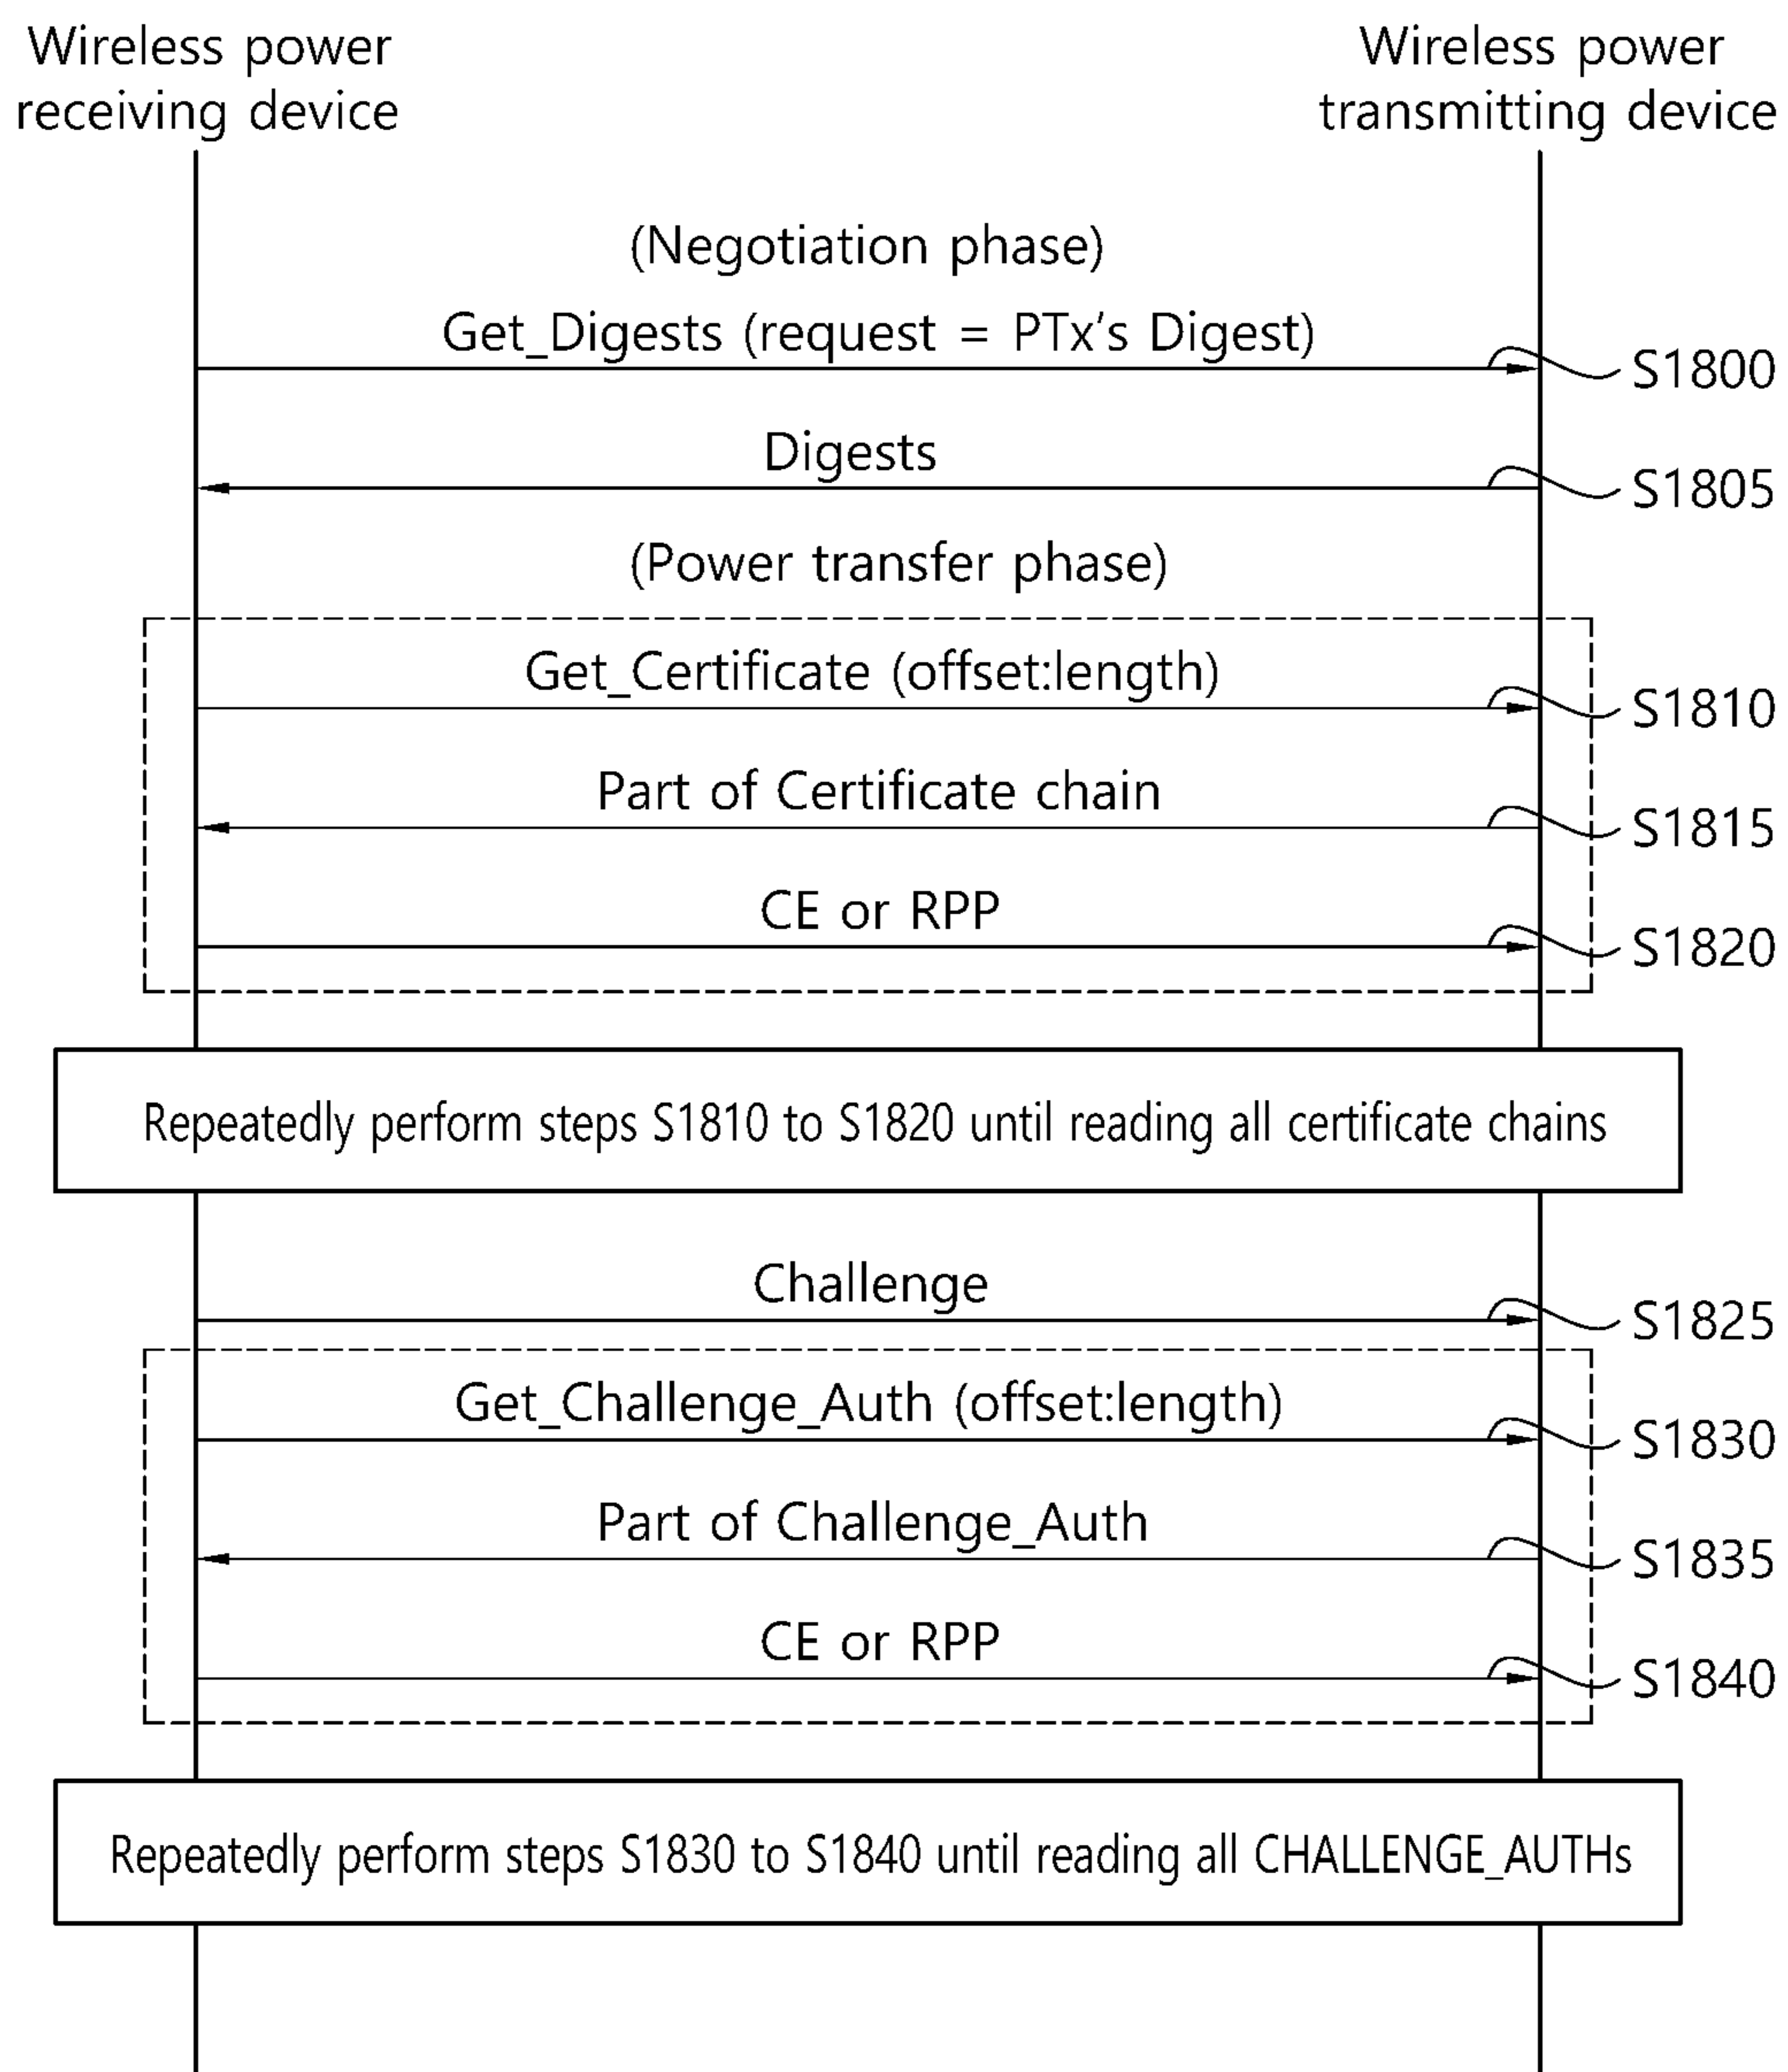 Wireless power
receiving device
Wireless power
transmitting device
(Negotiation phase)
Get_Digests (request = PTx's Digest)
S1800
Digests
S1805
(Power transfer phase)
Get_Certificate (offset:length)
S1810
Part of Certificate chain
S1815
CE or RPP
S1820
Repeatedly perform steps S1810 to S1820 until reading all certificate chains
Challenge
S1825
Get_Challenge_Auth (offset:length)
S1830
Part of Challenge_Auth
S1835
CE or RPP
S1840
Repeatedly perform steps S1830 to S1840 until reading all CHALLENGE_AUTHs